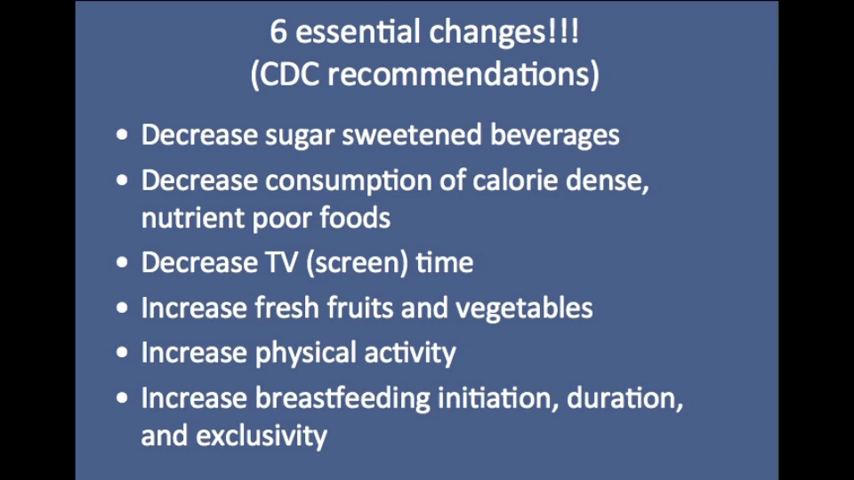 6 essential changes!!!
(CDC recommendations)
• Decrease sugar sweetened beverages
• Decrease consumption of calorie dense,
nutrient poor foods
• Decrease TV (screen) time
• Increase fresh fruits and vegetables
• Increase physical activity
• Increase breastfeeding initiation, duration,
and exclusivity